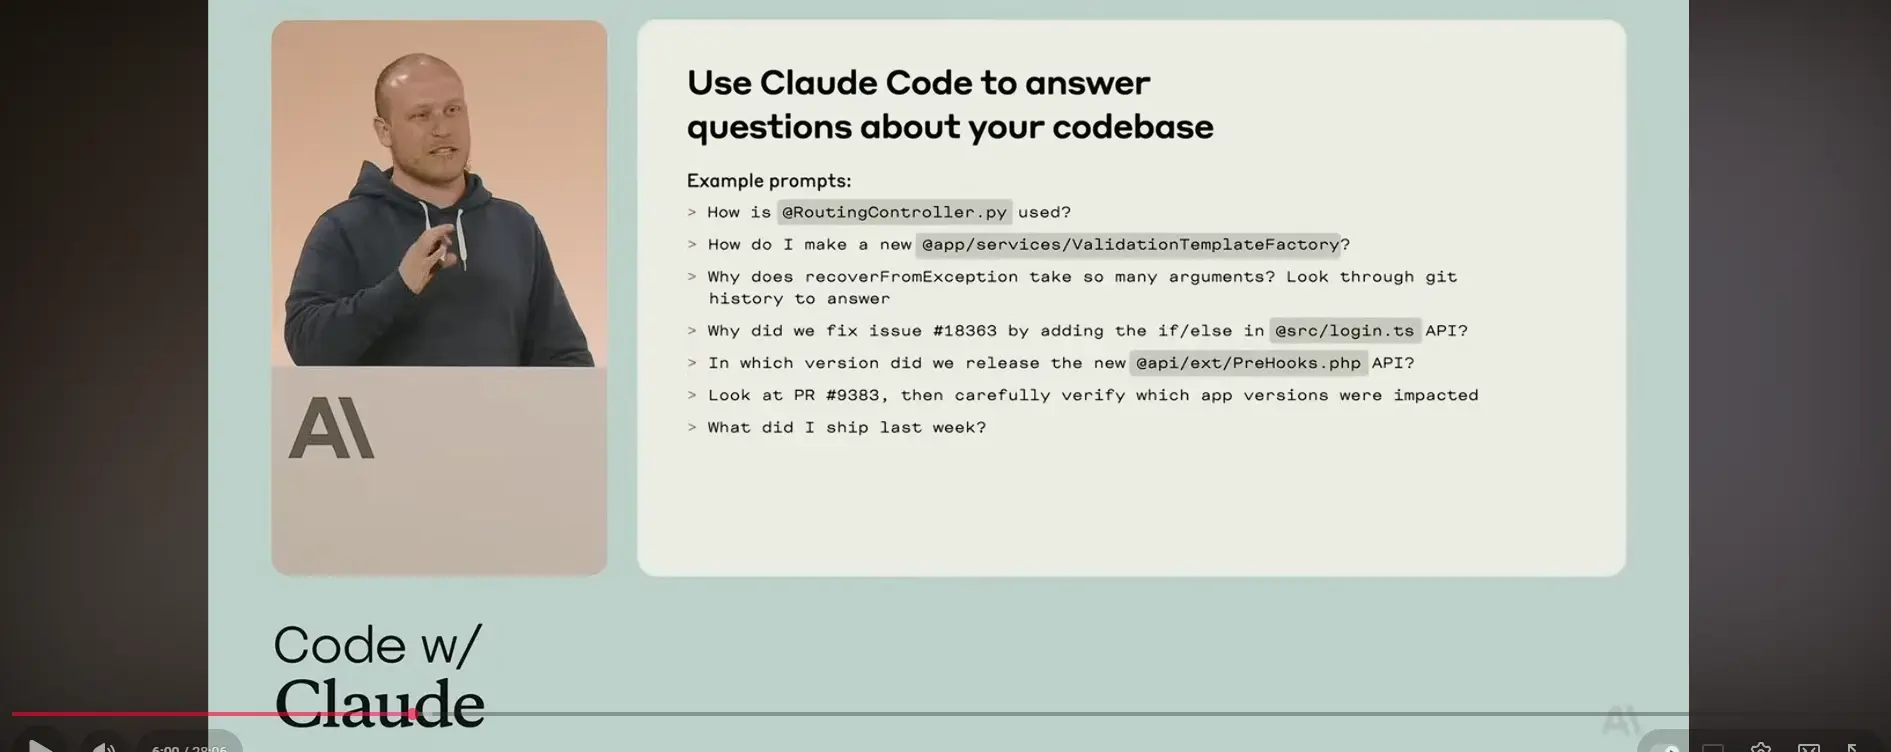 Use Claude Code to answer
questions about your codebase
Example prompts:
> How is @RoutingController.py used?
> How do I make a new @app/services/ValidationTemplateFactory?
> Why does recoverFromException take so many arguments? Look through git
history to answer
> Why did we fix issue #18363 by adding the if/else in @src/login.ts API?
> In which version did we release the new @api/ext/PreHooks.php API?
> Look at PR #9383, then carefully verify which app versions were impacted
> What did I ship last week?
A\
Code w/
Claude
A\
6:00 / 28:06